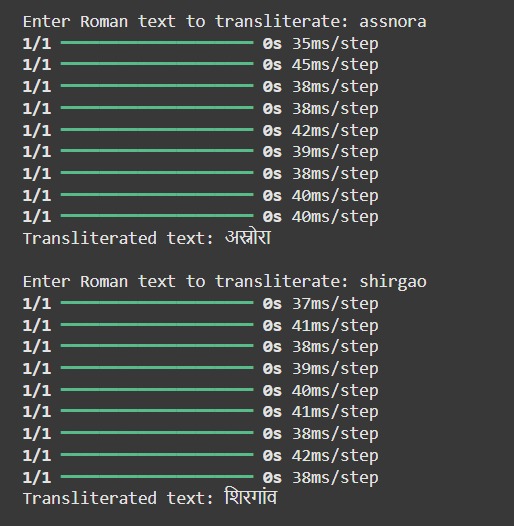 Enter Roman text to transliterate: assnora
1/1 ━━━━━━━━━━━━━━━━━━━━ 0s 35ms/step
1/1 ━━━━━━━━━━━━━━━━━━━━ 0s 45ms/step
1/1 ━━━━━━━━━━━━━━━━━━━━ 0s 38ms/step
1/1 ━━━━━━━━━━━━━━━━━━━━ 0s 38ms/step
1/1 ━━━━━━━━━━━━━━━━━━━━ 0s 42ms/step
1/1 ━━━━━━━━━━━━━━━━━━━━ 0s 39ms/step
1/1 ━━━━━━━━━━━━━━━━━━━━ 0s 38ms/step
1/1 ━━━━━━━━━━━━━━━━━━━━ 0s 40ms/step
1/1 ━━━━━━━━━━━━━━━━━━━━ 0s 40ms/step
Transliterated text: अस्नोरा
Enter Roman text to transliterate: shirgao
1/1 ━━━━━━━━━━━━━━━━━━━━ 0s 37ms/step
1/1 ━━━━━━━━━━━━━━━━━━━━ 0s 41ms/step
1/1 ━━━━━━━━━━━━━━━━━━━━ 0s 38ms/step
1/1 ━━━━━━━━━━━━━━━━━━━━ 0s 39ms/step
1/1 ━━━━━━━━━━━━━━━━━━━━ 0s 40ms/step
1/1 ━━━━━━━━━━━━━━━━━━━━ 0s 41ms/step
1/1 ━━━━━━━━━━━━━━━━━━━━ 0s 38ms/step
1/1 ━━━━━━━━━━━━━━━━━━━━ 0s 42ms/step
1/1 ━━━━━━━━━━━━━━━━━━━━ 0s 38ms/step
Transliterated text: शिरगांव